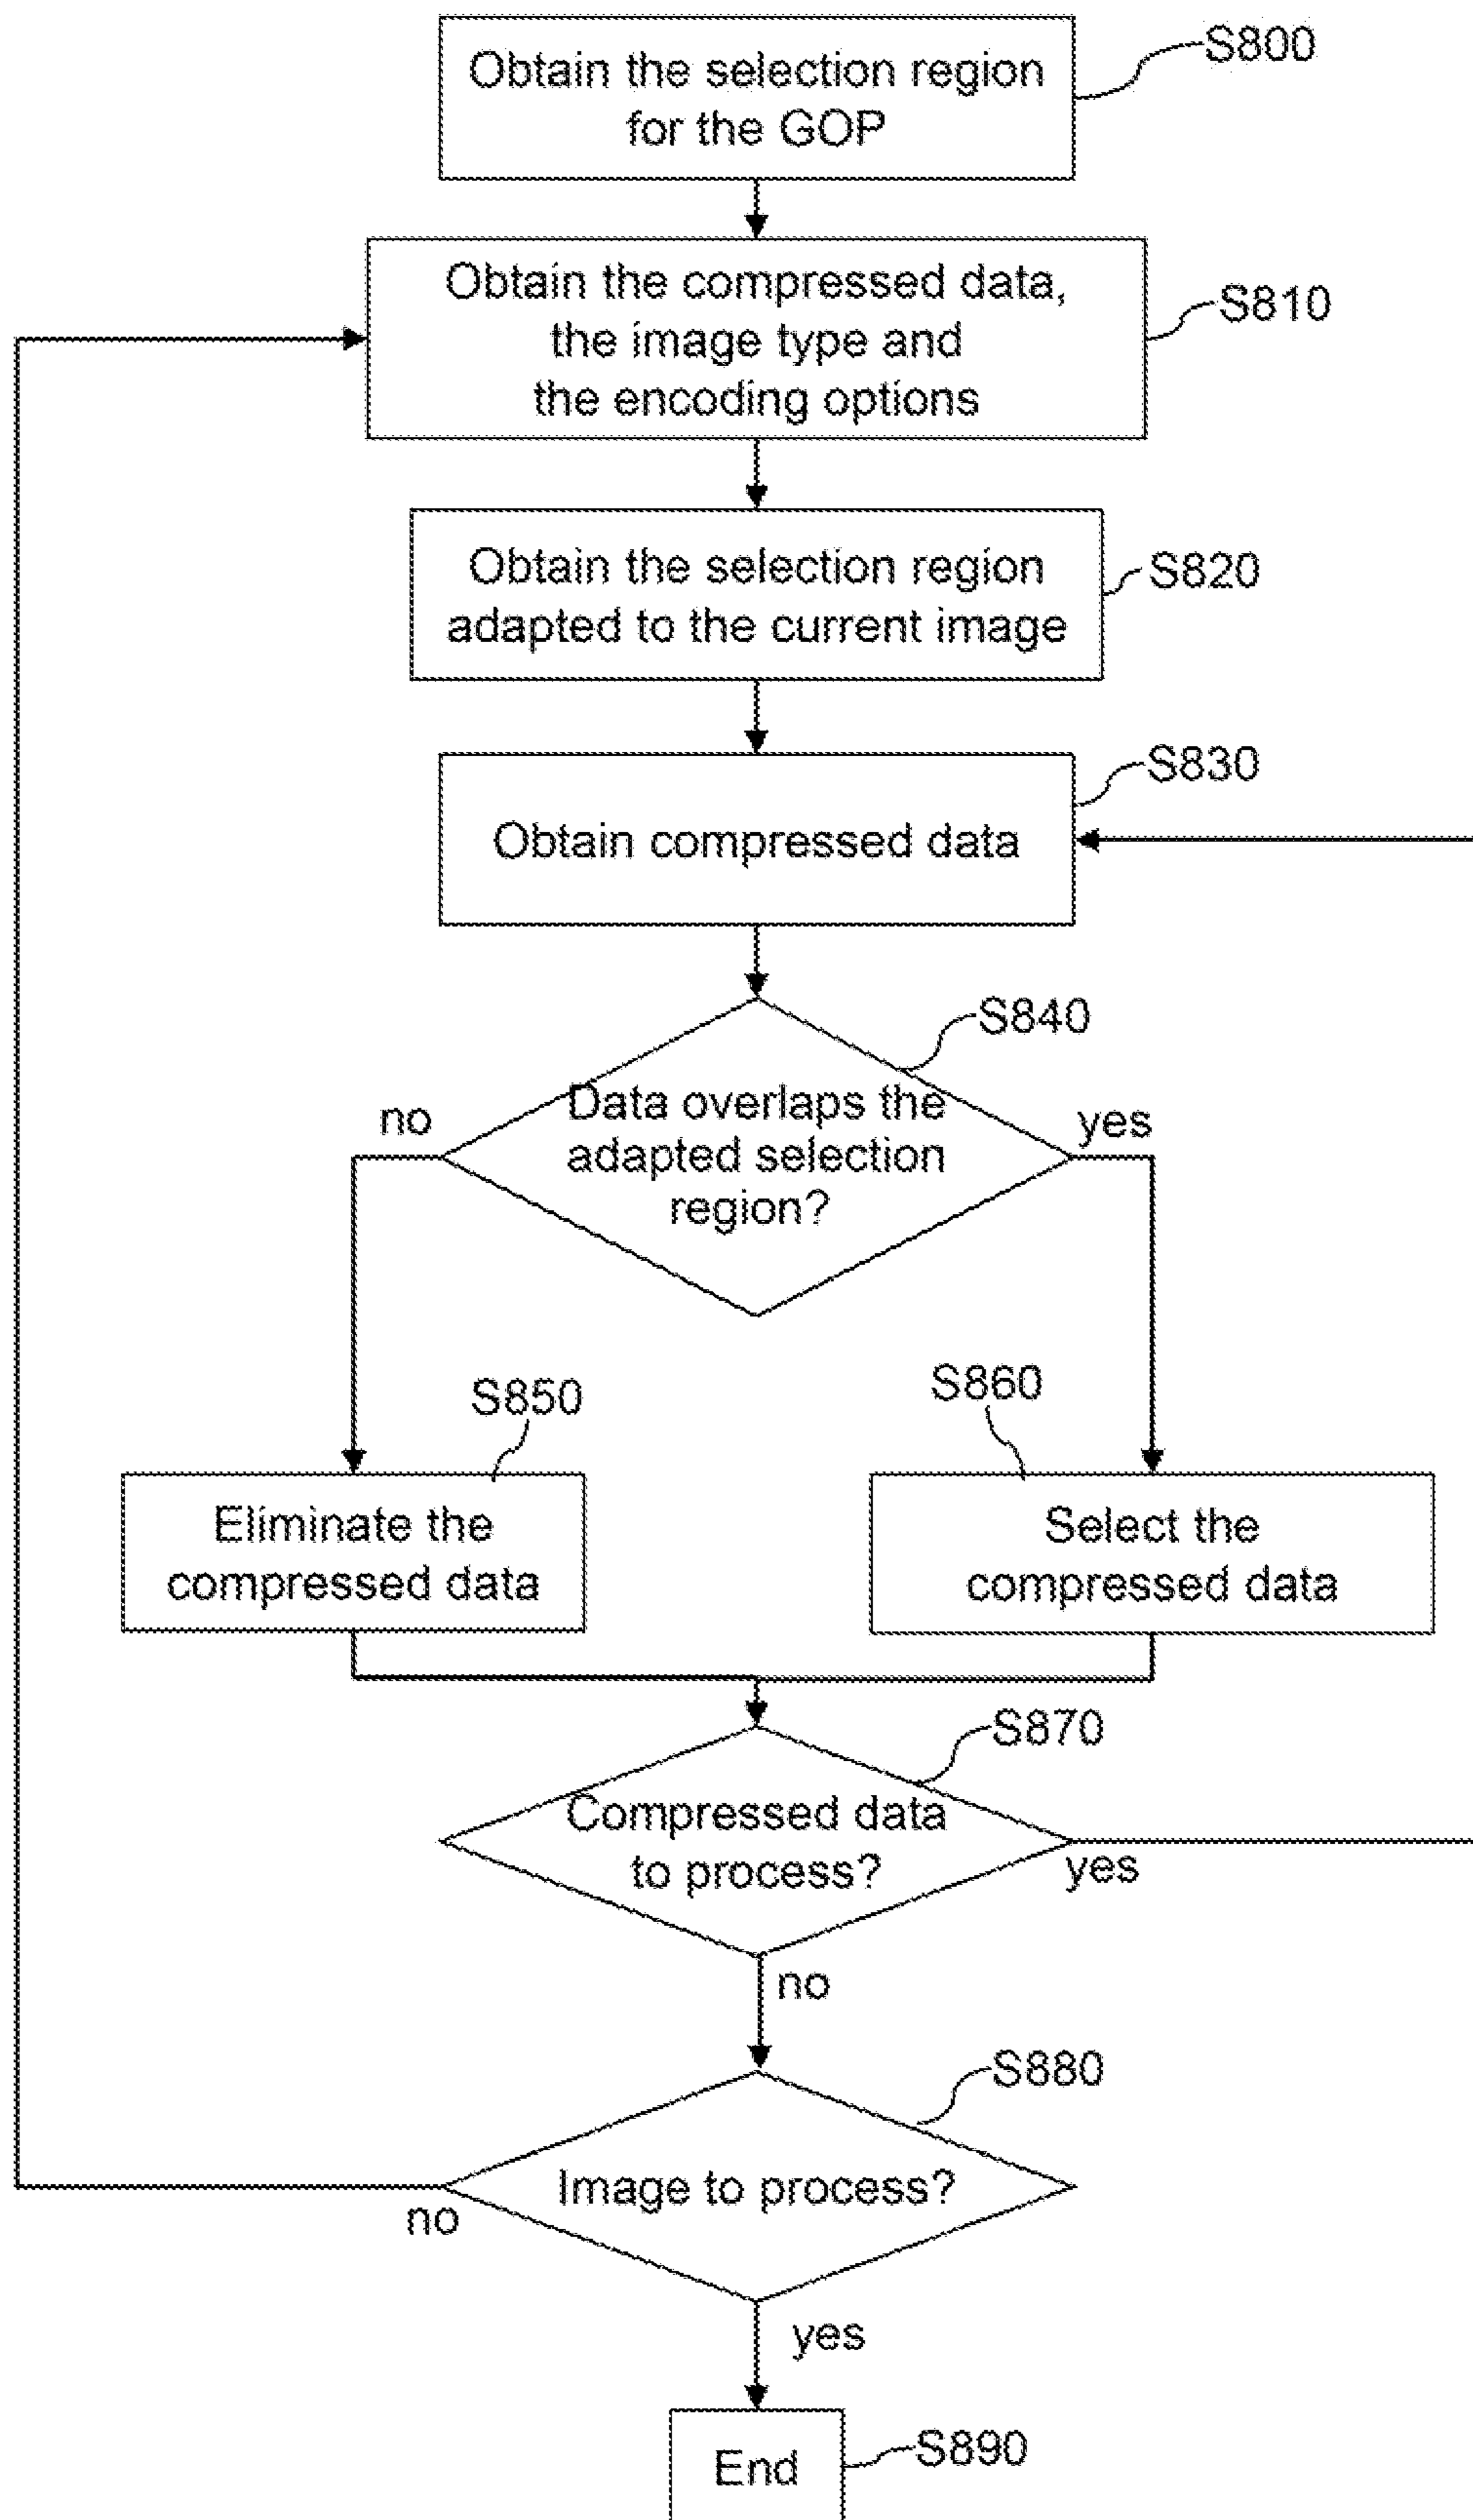 Obtain the selection region
for the GOP
S800
Obtain the compressed data,
the image type and
the encoding options
S810
Obtain the selection region
adapted to the current image
S820
Obtain compressed data
S830
S840
Data overlaps the
adapted selection
region?
no
yes
S850
Eliminate the
compressed data
S860
Select the
compressed data
S870
Compressed data
to process?
yes
no
S880
Image to process?
no
yes
End
S890